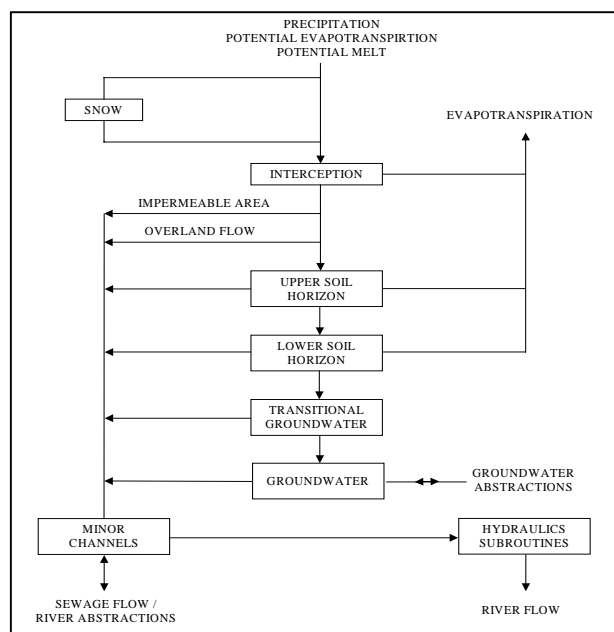 PRECIPITATION
POTENTIAL EVAPOTRANSPIRTION
POTENTIAL MELT
SNOW
EVAPOTRANSPIRATION
INTERCEPTION
IMPERMEABLE AREA
OVERLAND FLOW
UPPER SOIL
HORIZON
LOWER SOIL
HORIZON
TRANSITIONAL
GROUNDWATER
GROUNDWATER
GROUNDWATER
ABSTRACTIONS
MINOR
CHANNELS
HYDRAULICS
SUBROUTINES
SEWAGE FLOW /
RIVER ABSTRACTIONS
RIVER FLOW